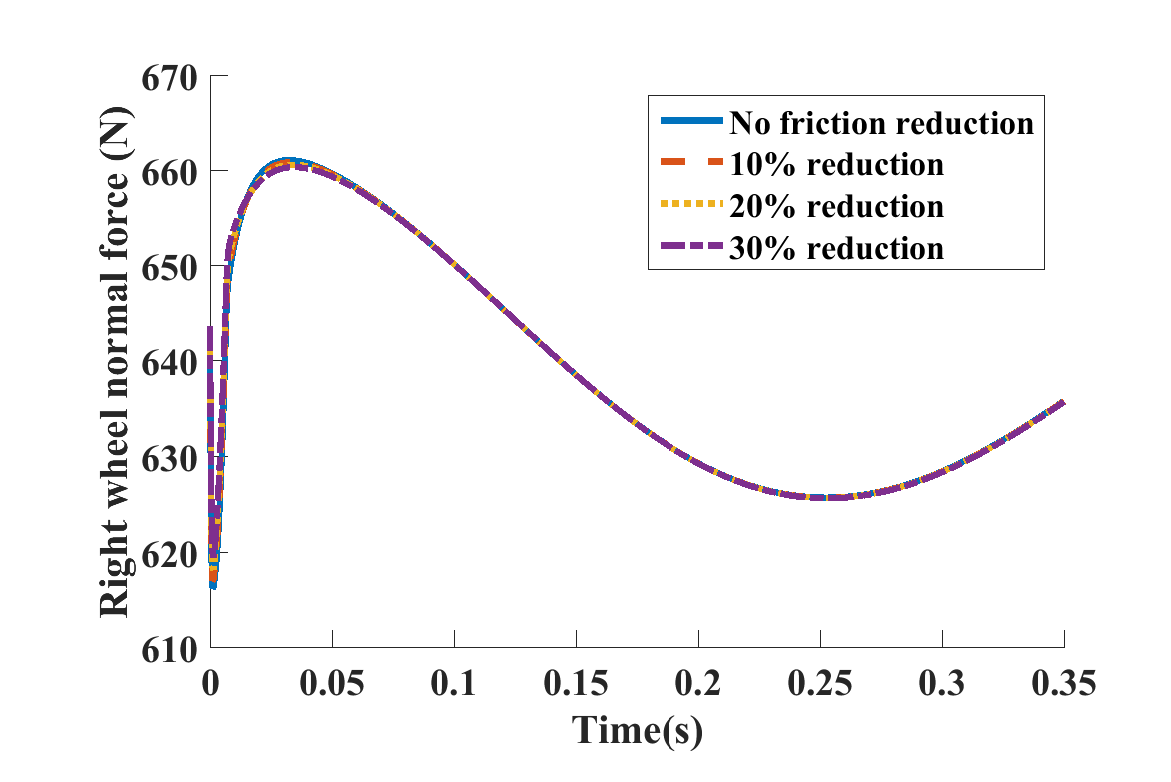 Right wheel normal force (N)
670
660
650
640
630
620
610
0 0.05 0.1 0.15 0.2 0.25 0.3 0.35
Time(s)
No friction reduction
10% reduction
20% reduction
30% reduction